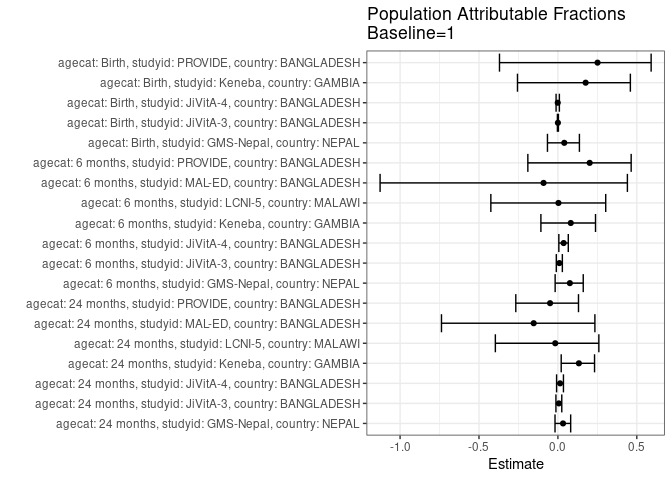 Population Attributable Fractions
Baseline=1
agecat: Birth, studyid: PROVIDE, country: BANGLADESH
agecat: Birth, studyid: Keneba, country: GAMBIA
agecat: Birth, studyid: JiVitA-4, country: BANGLADESH
agecat: Birth, studyid: JiVitA-3, country: BANGLADESH
agecat: Birth, studyid: GMS-Nepal, country: NEPAL
agecat: 6 months, studyid: PROVIDE, country: BANGLADESH
agecat: 6 months, studyid: MAL-ED, country: BANGLADESH
agecat: 6 months, studyid: LCNI-5, country: MALAWI
agecat: 6 months, studyid: Keneba, country: GAMBIA
agecat: 6 months, studyid: JiVitA-4, country: BANGLADESH
agecat: 6 months, studyid: JiVitA-3, country: BANGLADESH
agecat: 6 months, studyid: GMS-Nepal, country: NEPAL
agecat: 24 months, studyid: PROVIDE, country: BANGLADESH
agecat: 24 months, studyid: MAL-ED, country: BANGLADESH
agecat: 24 months, studyid: LCNI-5, country: MALAWI
agecat: 24 months, studyid: Keneba, country: GAMBIA
agecat: 24 months, studyid: JiVitA-4, country: BANGLADESH
agecat: 24 months, studyid: JiVitA-3, country: BANGLADESH
agecat: 24 months, studyid: GMS-Nepal, country: NEPAL
-1.0 -0.5 0.0 0.5
Estimate